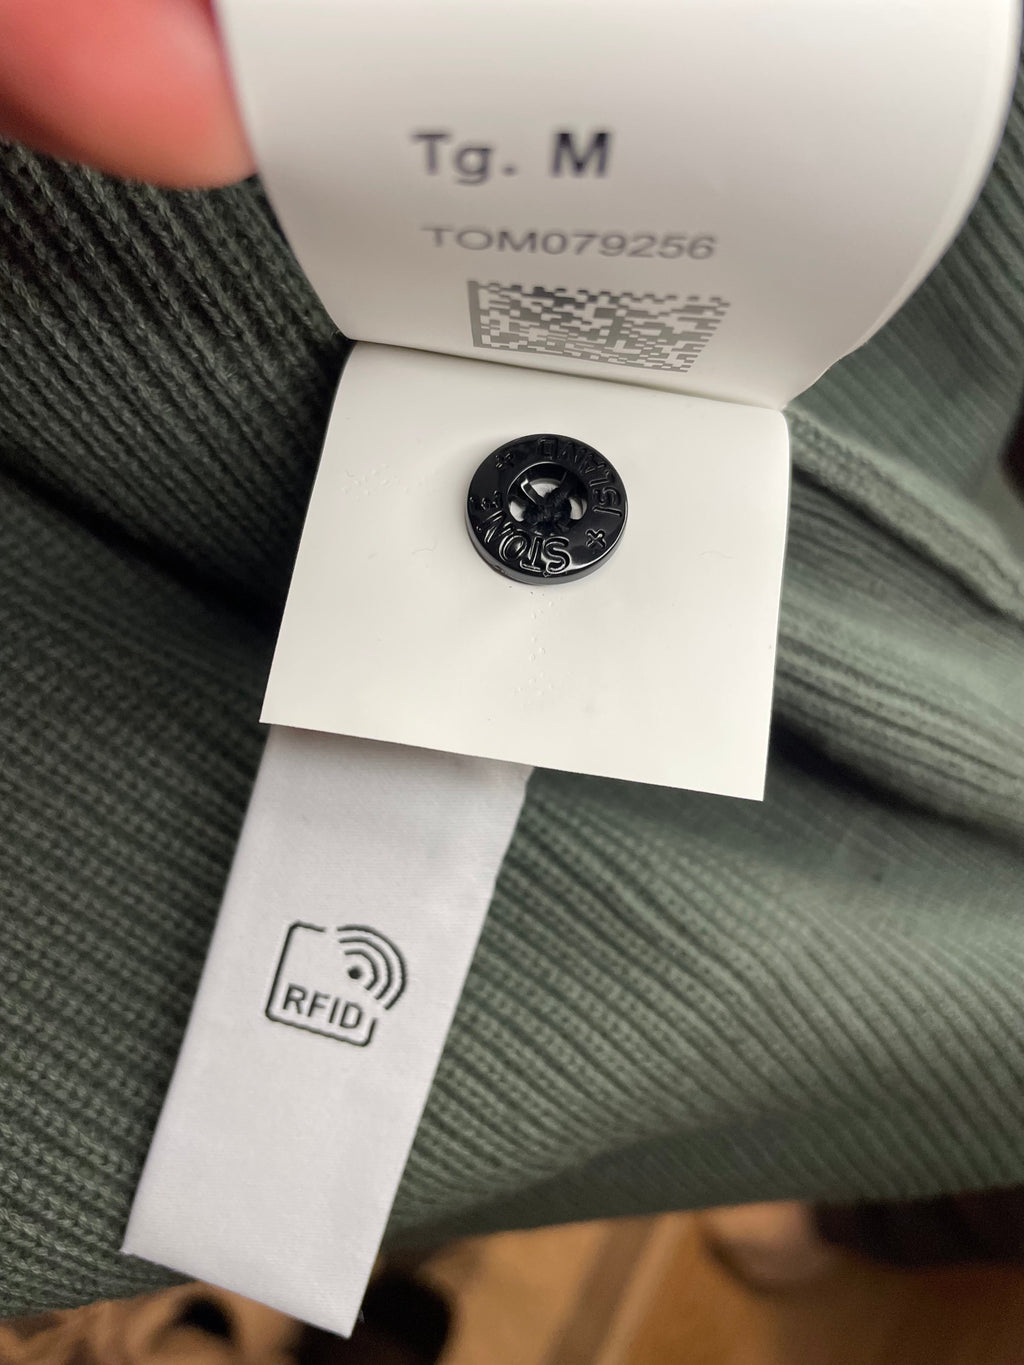 Tg. M
TOM079256
STONE
ISLAND
RFID